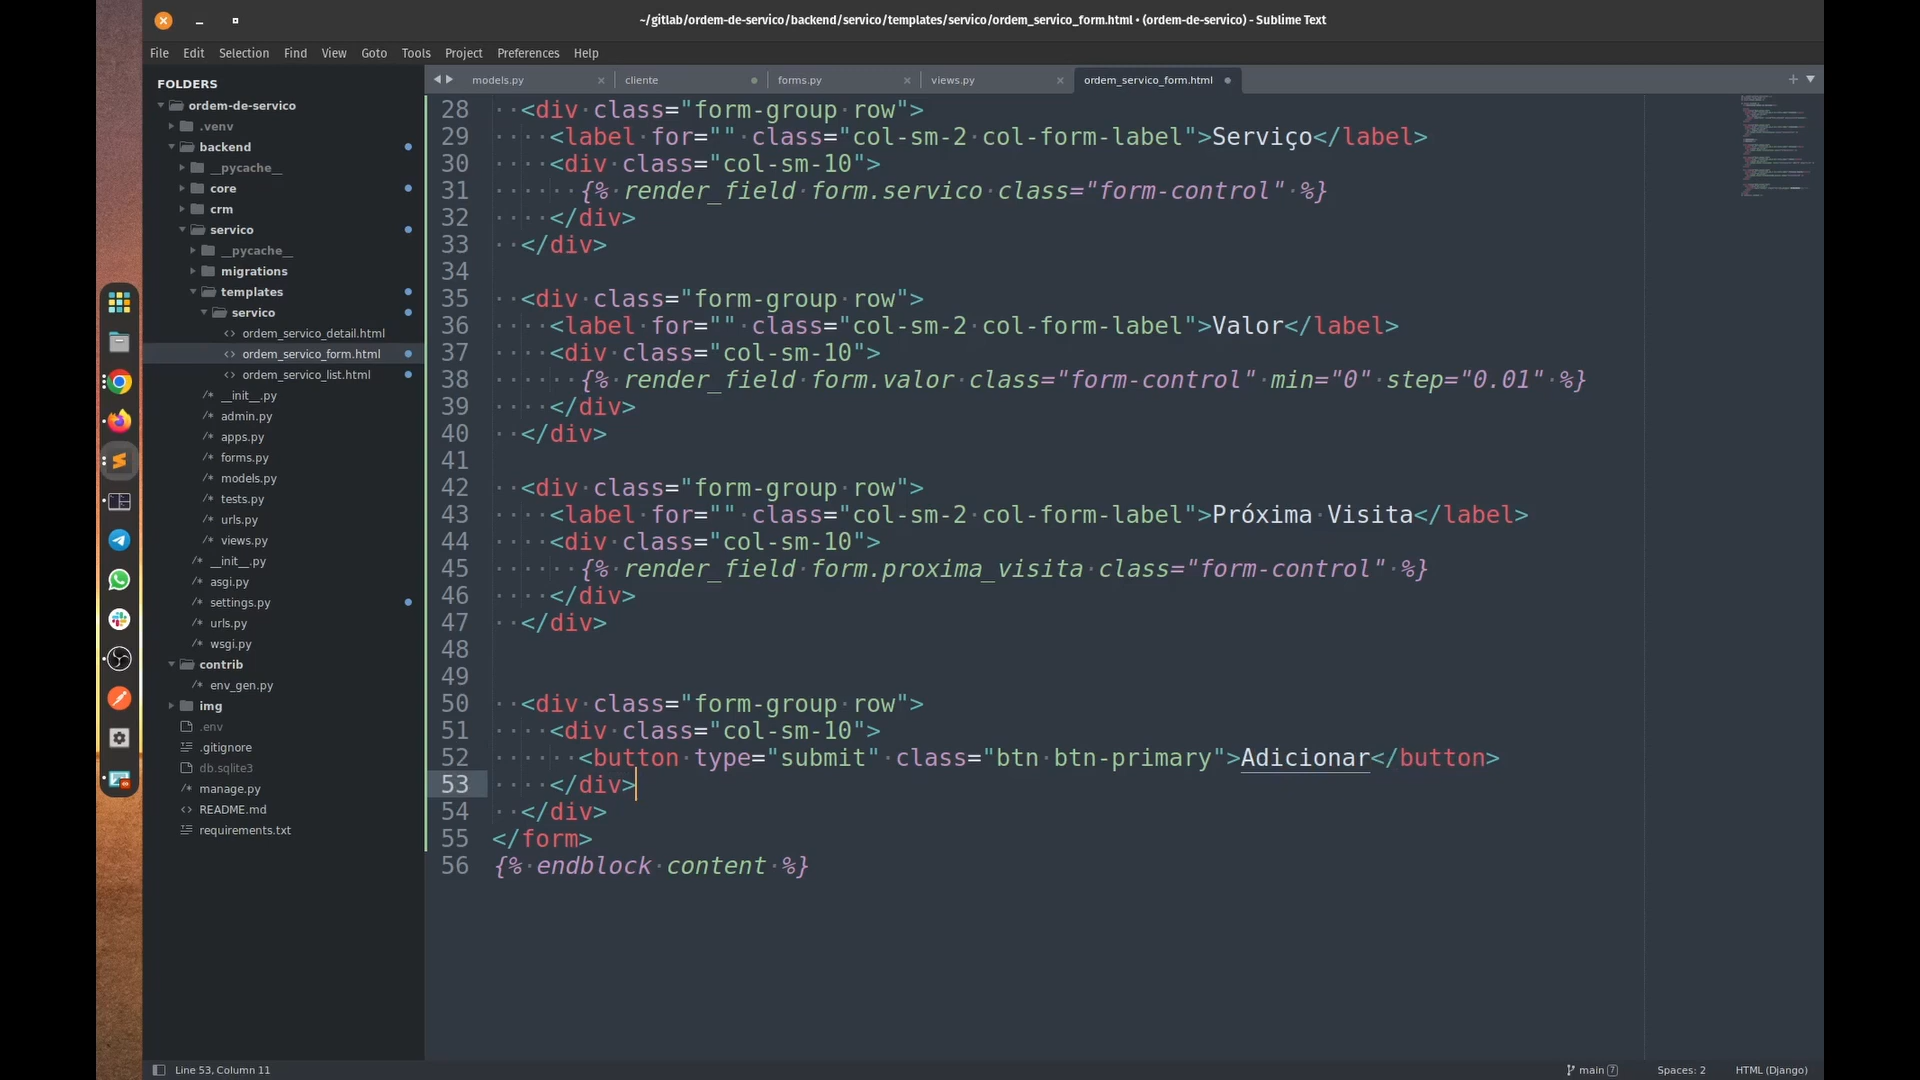 ~/gitlab/ordem-de-servico/backend/servico/templates/servico/ordem_servico_form.html • (ordem-de-servico) - Sublime Text
File Edit Selection Find View Goto Tools Project Preferences Help
FOLDERS
ordem-de-servico
.venv
backend
__pycache__
core
crm
servico
__pycache__
migrations
templates
servico
ordem_servico_detail.html
ordem_servico_form.html
ordem_servico_list.html
__init__.py
admin.py
apps.py
forms.py
models.py
tests.py
urls.py
views.py
__init__.py
asgi.py
settings.py
urls.py
wsgi.py
contrib
env_gen.py
img
.env
.gitignore
db.sqlite3
manage.py
README.md
requirements.txt
models.py cliente forms.py views.py ordem_servico_form.html
28 <div class="form-group row">
29 <label for="" class="col-sm-2 col-form-label">Serviço</label>
30 <div class="col-sm-10">
31 {% render_field form.servico class="form-control" %}
32 </div>
33 </div>
34
35 <div class="form-group row">
36 <label for="" class="col-sm-2 col-form-label">Valor</label>
37 <div class="col-sm-10">
38 {% render_field form.valor class="form-control" min="0" step="0.01" %}
39 </div>
40 </div>
41
42 <div class="form-group row">
43 <label for="" class="col-sm-2 col-form-label">Próxima Visita</label>
44 <div class="col-sm-10">
45 {% render_field form.proxima_visita class="form-control" %}
46 </div>
47 </div>
48
49
50 <div class="form-group row">
51 <div class="col-sm-10">
52 <button type="submit" class="btn btn-primary">Adicionar</button>
53 </div>
54 </div>
55 </form>
56 {% endblock content %}
Line 53, Column 11
main 7
Spaces: 2
HTML (Django)